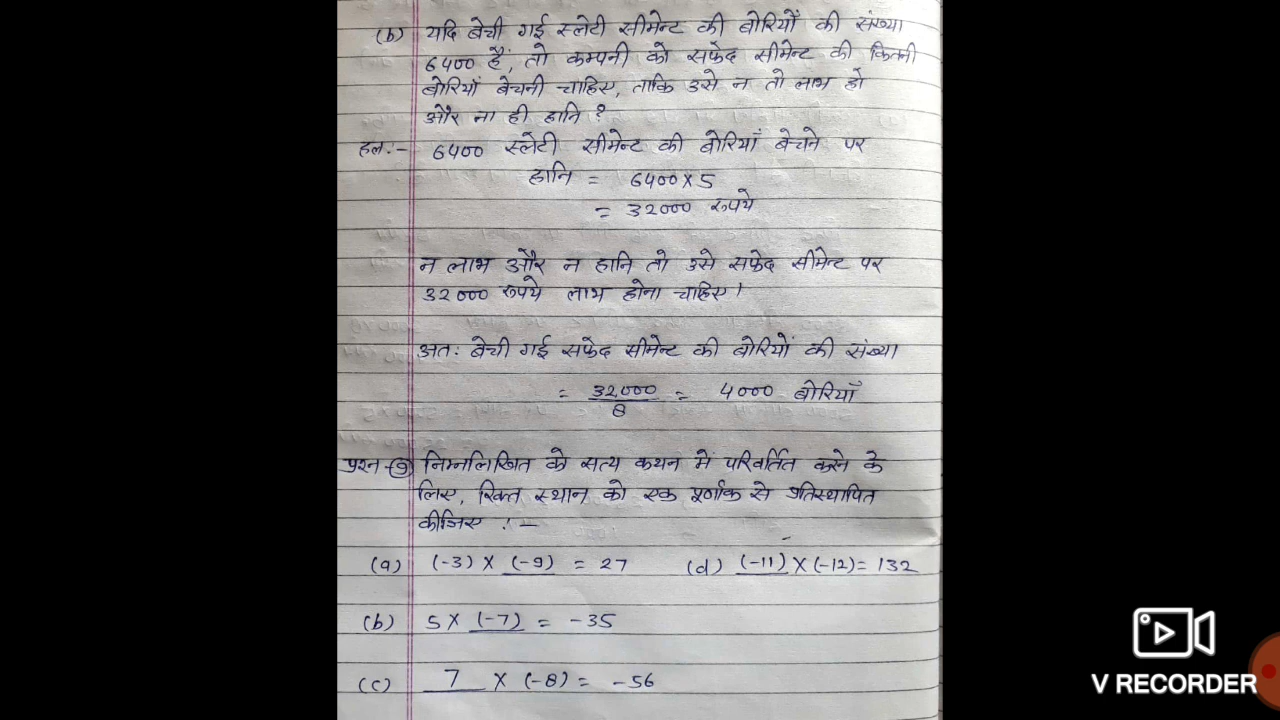 (b) यदि बेची गई स्लेटी सीमेन्ट की बोरियों की संख्या
6400 है, तो कम्पनी को सफेद सीमेन्ट की कितनी
बोरियाँ बेचनी चाहिए, ताकि उसे न तो लाभ हो
और ना ही हानि ?
हल:- 6400 स्लेटी सीमेन्ट की बोरियाँ बेचने पर
हानि = 6400 × 5
= 32000 रुपये
न लाभ और न हानि तो उसे सफेद सीमेन्ट पर
32000 रुपये लाभ होना चाहिए।
अतः बेची गई सफेद सीमेन्ट की बोरियों की संख्या
= 32000/8 = 4000 बोरियाँ
प्रश्न-(9) निम्नलिखित को सत्य कथन में परिवर्तित करने के
लिए, रिक्त स्थान को एक पूर्णांक से प्रतिस्थापित
कीजिए :-
(a) (-3) × (-9) = 27 (d) (-11) × (-12) = 132
(b) 5 × (-7) = -35
(c) 7 × (-8) = -56
V RECORDER